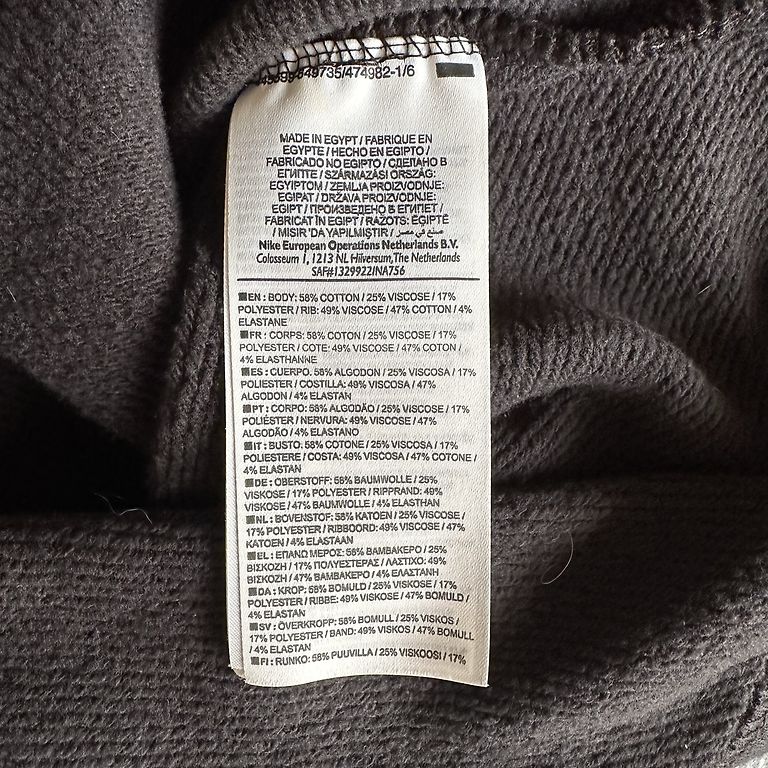 49735/474982-1/6
MADE IN EGYPT / FABRIQUE EN
EGYPTE / HECHO EN EGIPTO /
FABRICADO NO EGIPTO / СДЕЛАНО В
ЕГИПТЕ / SZÁRMAZÁSI ORSZÁG:
EGYIPTOM / ZEMLJA PROIZVODNJE:
EGIPAT / DRŽAVA PROIZVODNJE:
EGIPT / ПРОИЗВЕДЕНО В ЕГИПЕТ /
FABRICAT ÎN EGIPT / RAŽOTS: ĒĢIPTĒ
/ MISIR 'DA YAPILMIŞTIR / صنع في مصر
Nike European Operations Netherlands B.V.
Colosseum 1, 1213 NL Hilversum, The Netherlands
SAF#1329922/NA756
EN : BODY: 58% COTTON / 25% VISCOSE / 17%
POLYESTER / RIB: 49% VISCOSE / 47% COTTON / 4%
ELASTANE
FR : CORPS: 58% COTON / 25% VISCOSE / 17%
POLYESTER / COTE: 49% VISCOSE / 47% COTON /
4% ELASTHANNE
ES : CUERPO. 58% ALGODON / 25% VISCOSA / 17%
POLIESTER / COSTILLA: 49% VISCOSA / 47%
ALGODON / 4% ELASTAN
PT : CORPO: 58% ALGODÃO / 25% VISCOSE / 17%
POLIÉSTER / NERVURA: 49% VISCOSE / 47%
ALGODÃO / 4% ELASTANO
IT : BUSTO. 58% COTONE / 25% VISCOSA / 17%
POLIESTERE / COSTA: 49% VISCOSA / 47% COTONE /
4% ELASTAN
DE : OBERSTOFF: 58% BAUMWOLLE / 25%
VISKOSE / 17% POLYESTER / RIPPRAND: 49%
VISKOSE / 47% BAUMWOLLE / 4% ELASTHAN
NL : BOVENSTOF: 58% KATOEN / 25% VISCOSE /
17% POLYESTER / RIBBOORD: 49% VISCOSE / 47%
KATOEN / 4% ELASTAAN
EL : ΕΠΑΝΩ ΜΕΡΟΣ: 58% ΒΑΜΒΑΚΕΡΟ / 25%
ΒΙΣΚΟΖΗ / 17% ΠΟΛΥΕΣΤΕΡΑΣ / ΛΑΣΤΙΧΟ: 49%
ΒΙΣΚΟΖΗ / 47% ΒΑΜΒΑΚΕΡΟ / 4% ΕΛΑΣΤΑΝΗ
DA : KROP: 58% BOMULD / 25% VISKOSE / 17%
POLYESTER / RIBBE: 49% VISKOSE / 47% BOMULD /
4% ELASTAN
SV : ÖVERKROPP: 58% BOMULL / 25% VISKOS /
17% POLYESTER / BAND: 49% VISKOS / 47% BOMULL
/ 4% ELASTAN
FI : RUNKO: 58% PUUVILLA / 25% VISKOOSI / 17%